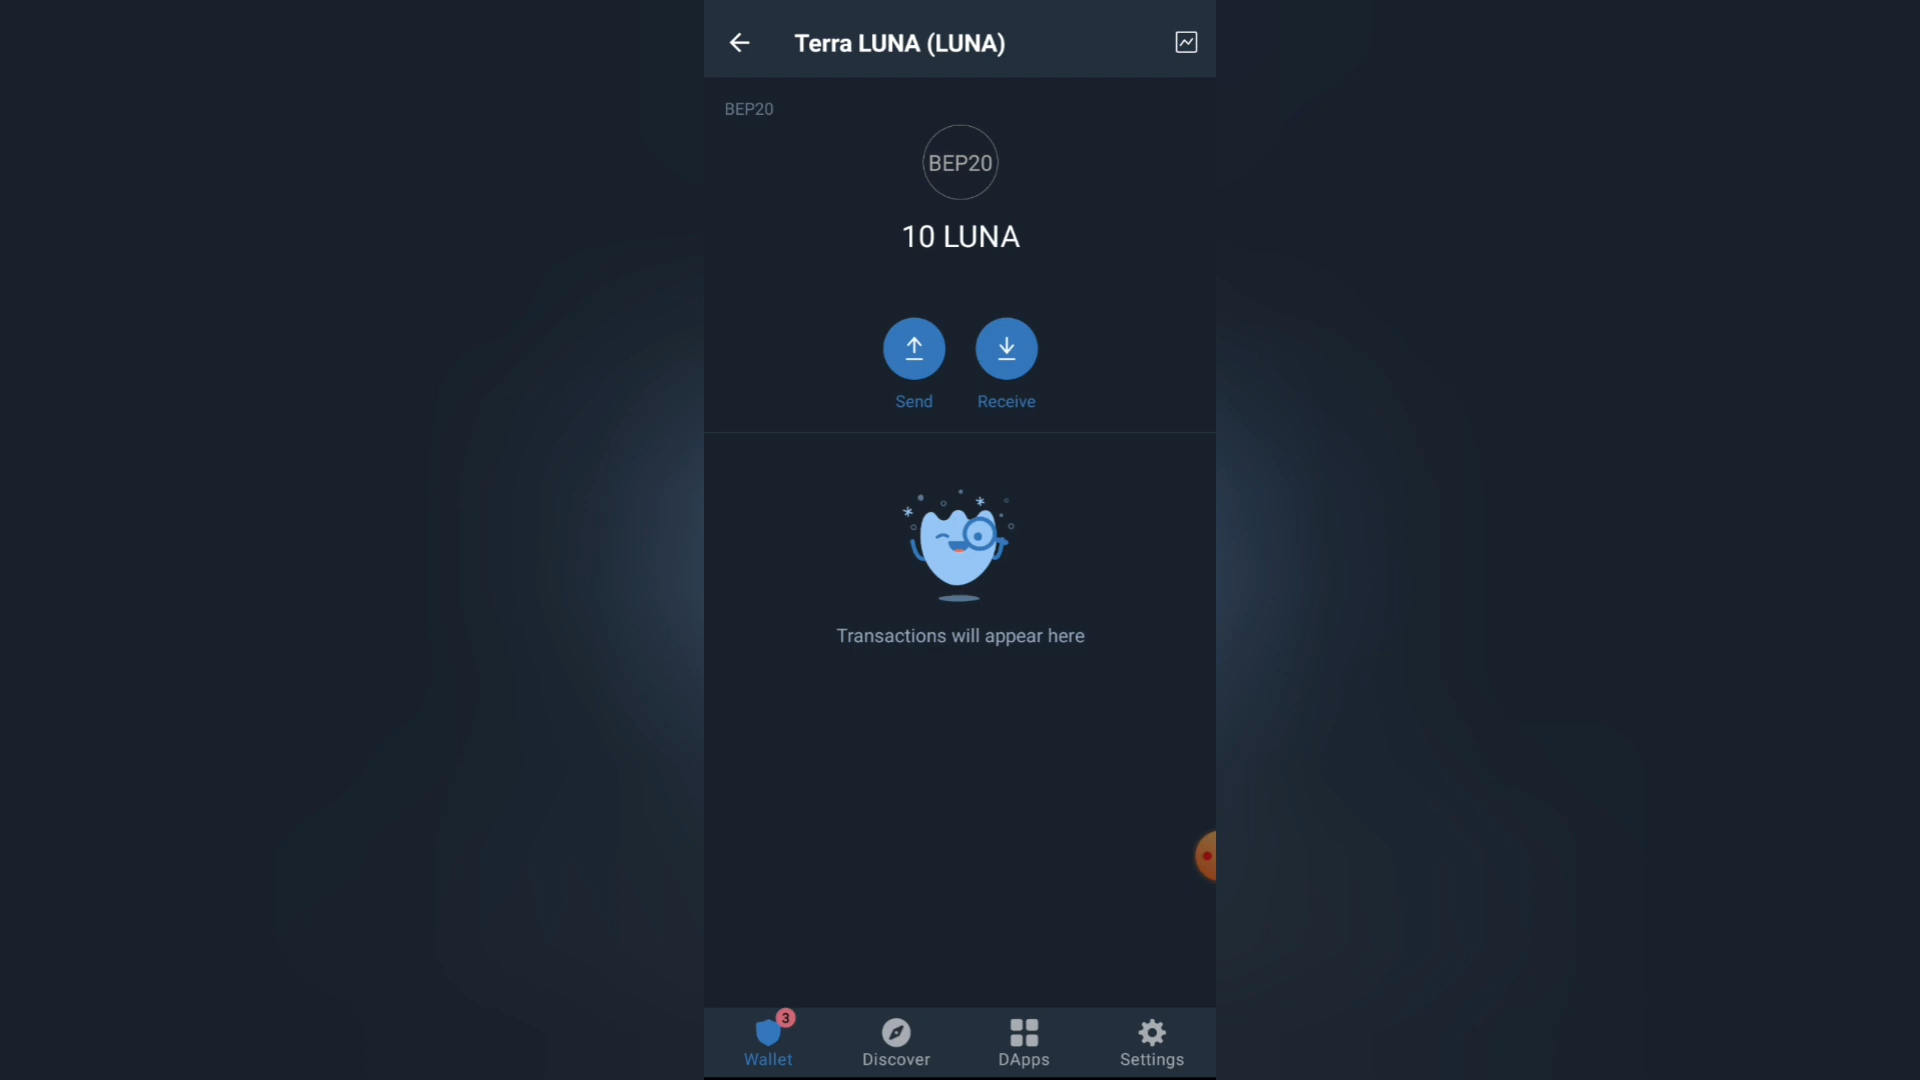 Terra LUNA (LUNA)
BEP20
BEP20
10 LUNA
Send Receive
Transactions will appear here
3
Wallet Discover DApps Settings